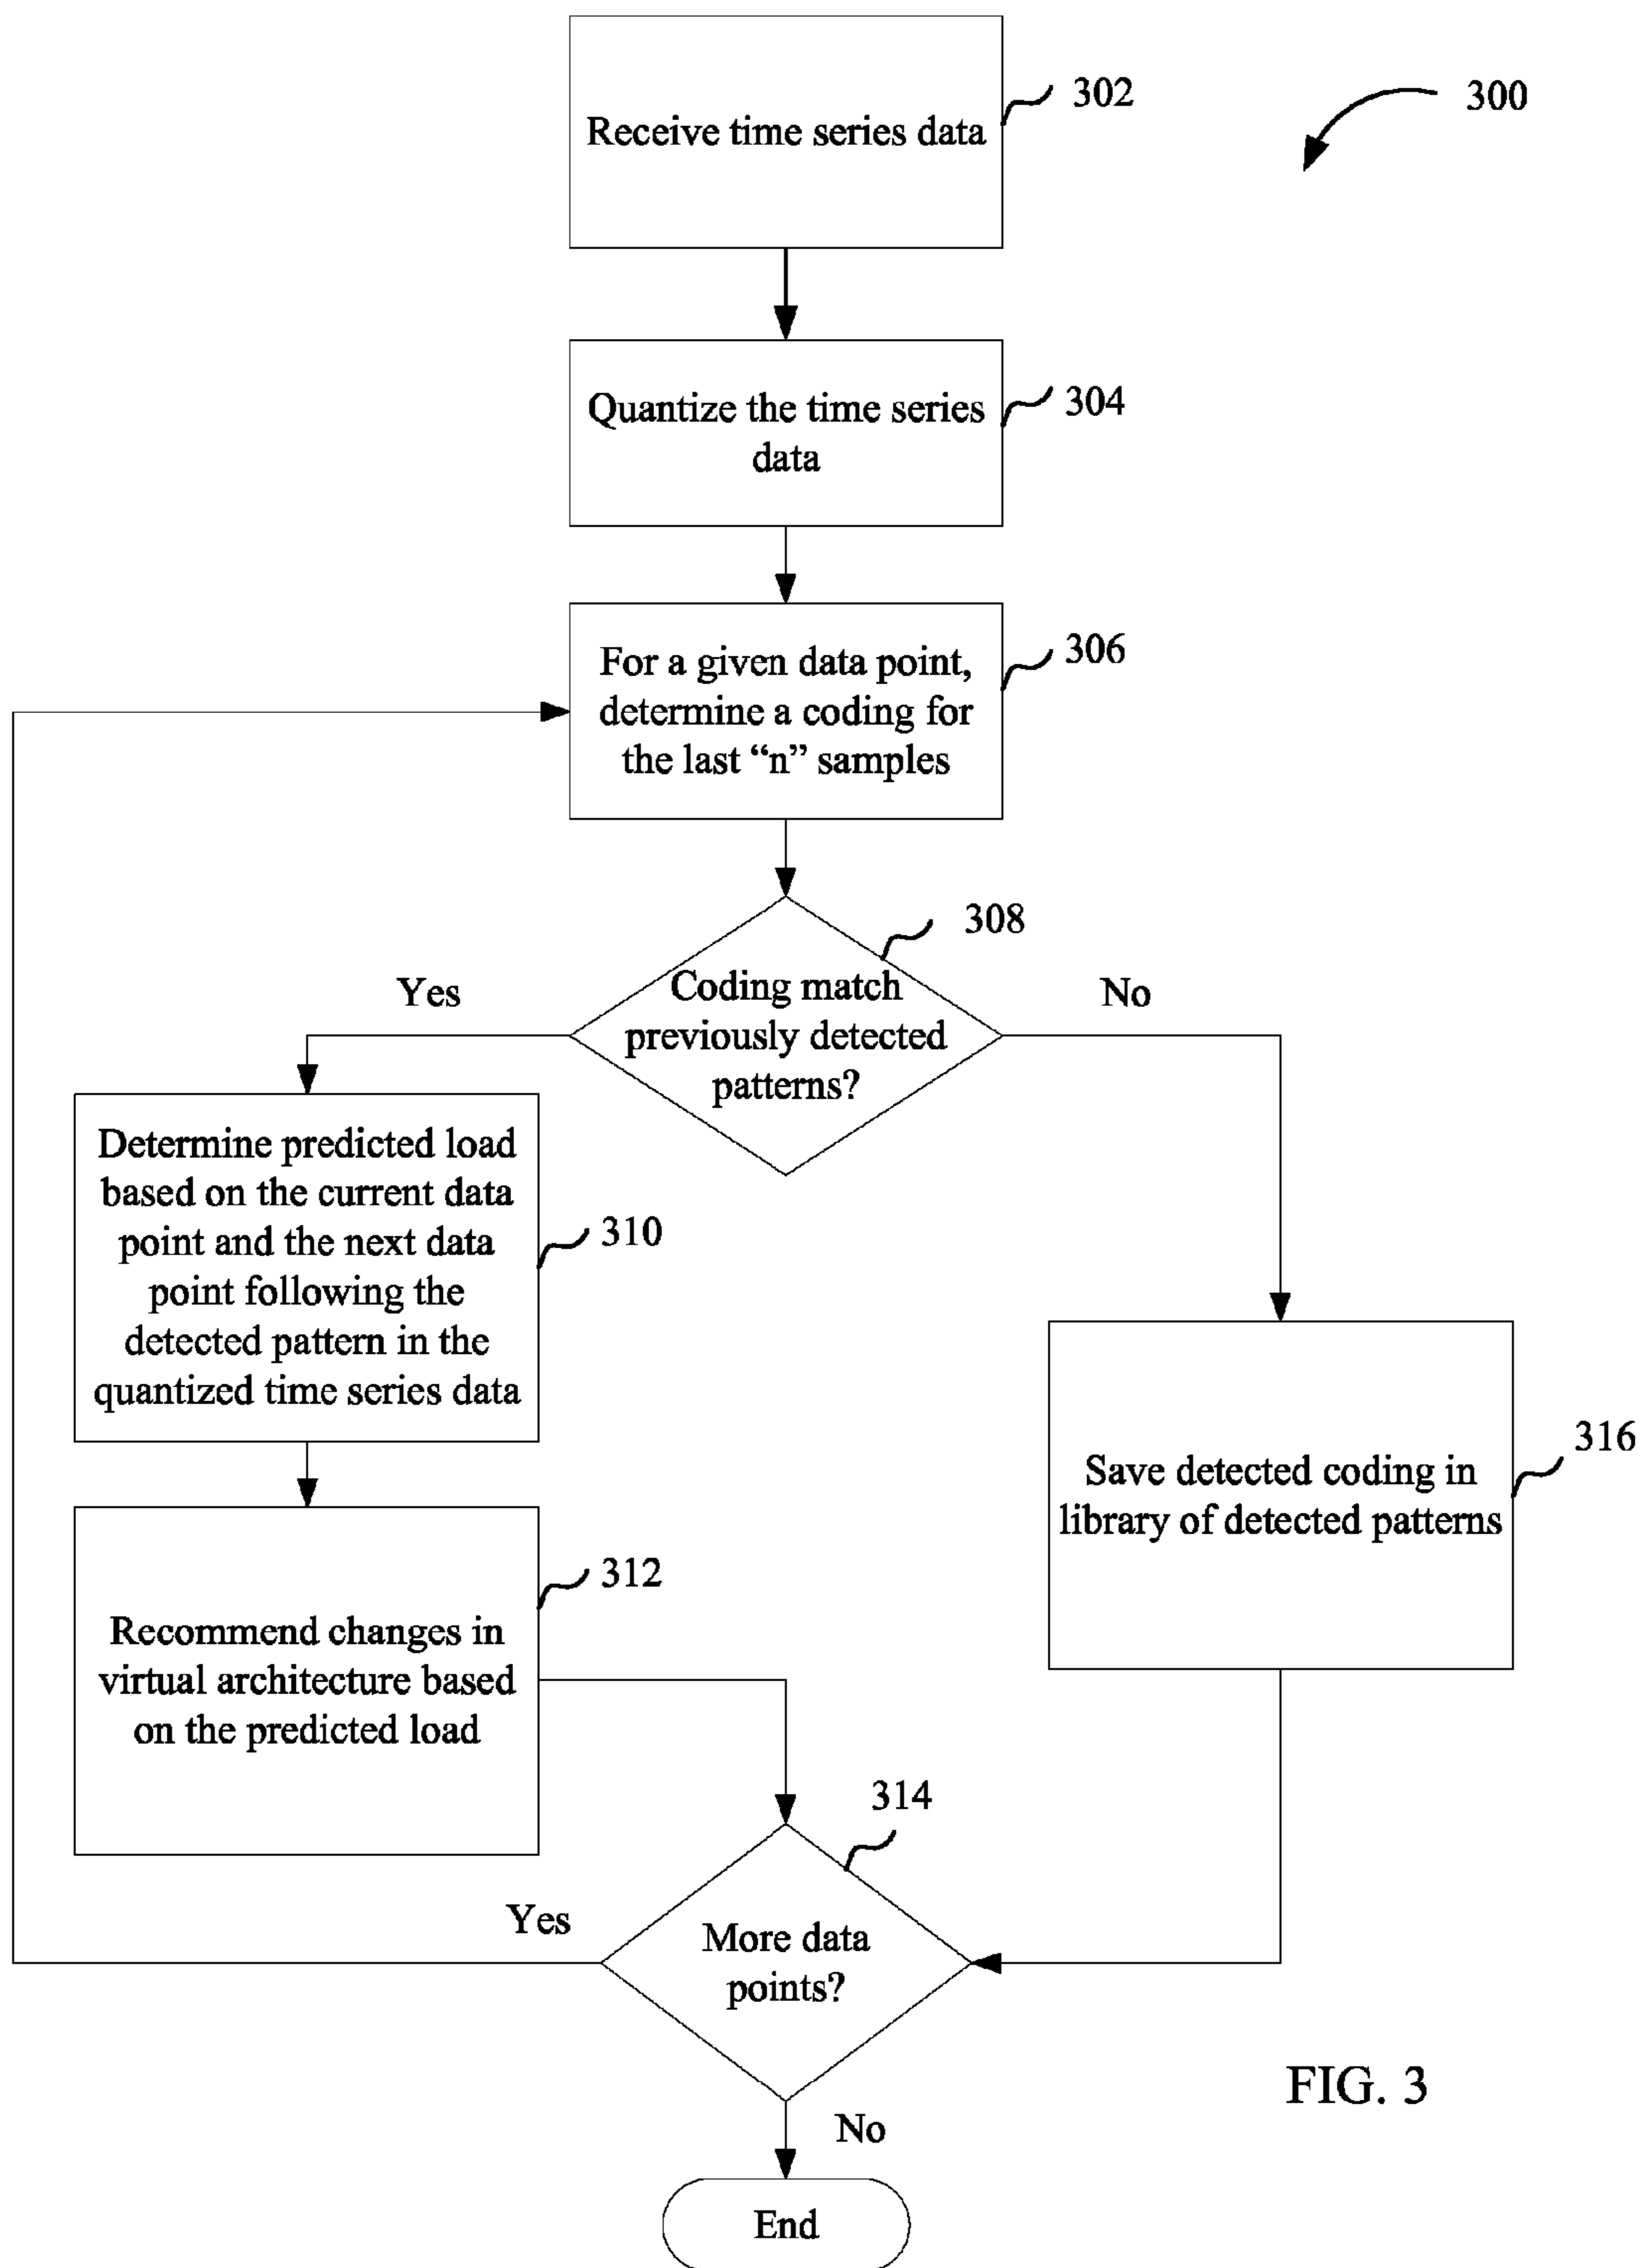 Receive time series data
302
300
Quantize the time series
data
304
For a given data point,
determine a coding for
the last “n” samples
306
308
Yes
Coding match
previously detected
patterns?
No
Determine predicted load
based on the current data
point and the next data
point following the
detected pattern in the
quantized time series data
310
316
Save detected coding in
library of detected patterns
312
Recommend changes in
virtual architecture based
on the predicted load
314
Yes
More data
points?
FIG. 3
No
End